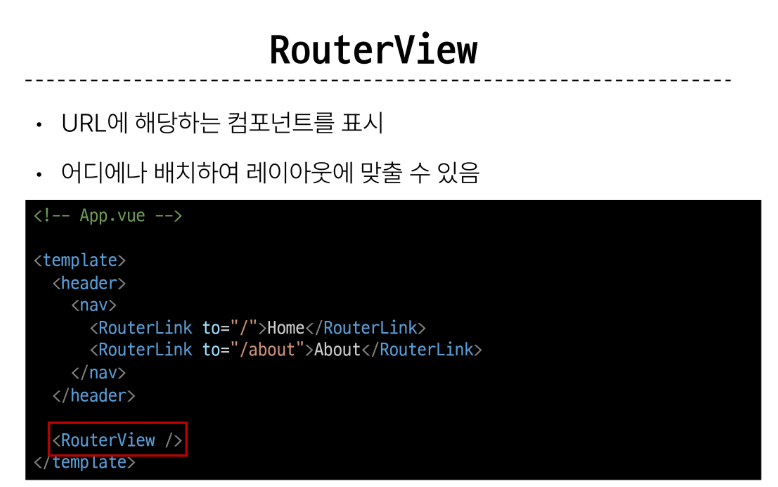 RouterView
• URL에 해당하는 컴포넌트를 표시
• 어디에나 배치하여 레이아웃에 맞출 수 있음
<!-- App.vue -->
<template>
  <header>
    <nav>
      <RouterLink to="/">Home</RouterLink>
      <RouterLink to="/about">About</RouterLink>
    </nav>
  </header>
  <RouterView />
</template>